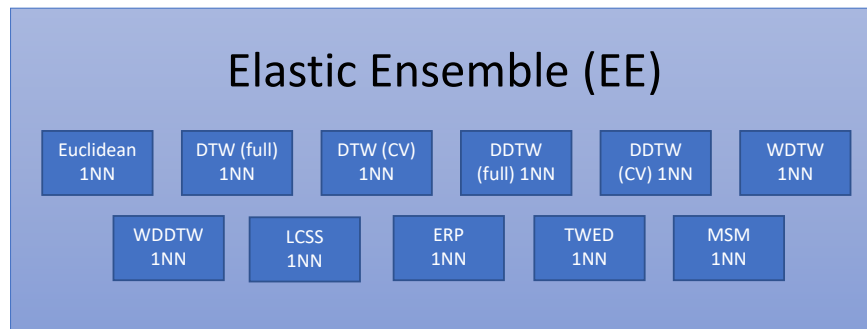 Elastic Ensemble (EE)
Euclidean
1NN
DTW (full)
1NN
DTW (CV)
1NN
DDTW
(full) 1NN
DDTW
(CV) 1NN
WDTW
1NN
WDDTW
1NN
LCSS
1NN
ERP
1NN
TWED
1NN
MSM
1NN